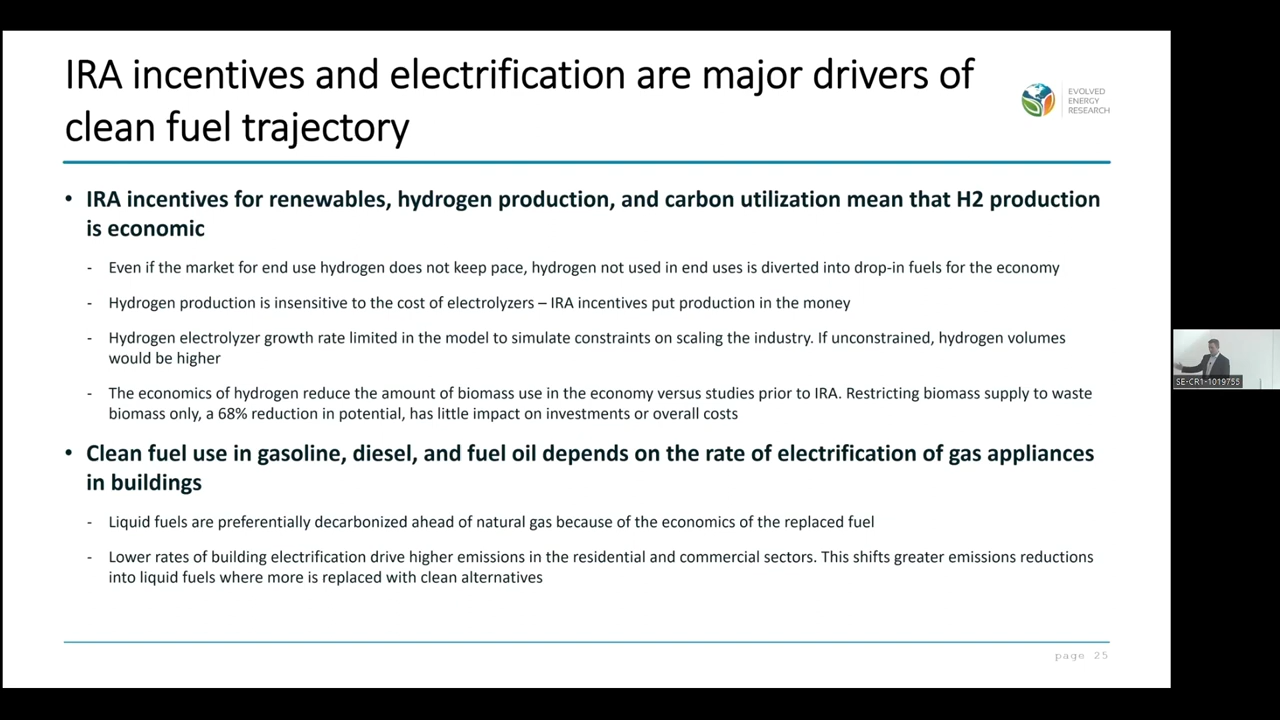 IRA incentives and electrification are major drivers of
clean fuel trajectory
EVOLVED
ENERGY
RESEARCH
• IRA incentives for renewables, hydrogen production, and carbon utilization mean that H2 production
is economic
- Even if the market for end use hydrogen does not keep pace, hydrogen not used in end uses is diverted into drop-in fuels for the economy
- Hydrogen production is insensitive to the cost of electrolyzers – IRA incentives put production in the money
- Hydrogen electrolyzer growth rate limited in the model to simulate constraints on scaling the industry. If unconstrained, hydrogen volumes
would be higher
- The economics of hydrogen reduce the amount of biomass use in the economy versus studies prior to IRA. Restricting biomass supply to waste
biomass only, a 68% reduction in potential, has little impact on investments or overall costs
• Clean fuel use in gasoline, diesel, and fuel oil depends on the rate of electrification of gas appliances
in buildings
- Liquid fuels are preferentially decarbonized ahead of natural gas because of the economics of the replaced fuel
- Lower rates of building electrification drive higher emissions in the residential and commercial sectors. This shifts greater emissions reductions
into liquid fuels where more is replaced with clean alternatives
page 25
SE-CR1-1019755